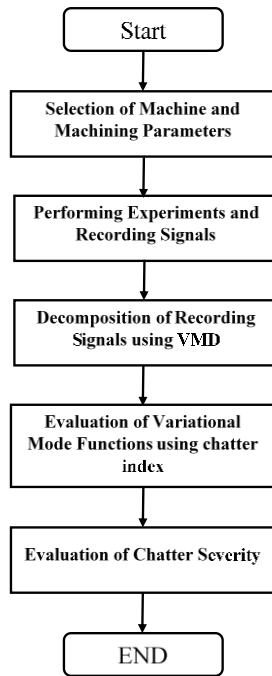 Start
Selection of Machine and
Machining Parameters
Performing Experiments and
Recording Signals
Decomposition of Recording
Signals using VMD
Evaluation of Variational
Mode Functions using chatter
index
Evaluation of Chatter Severity
END